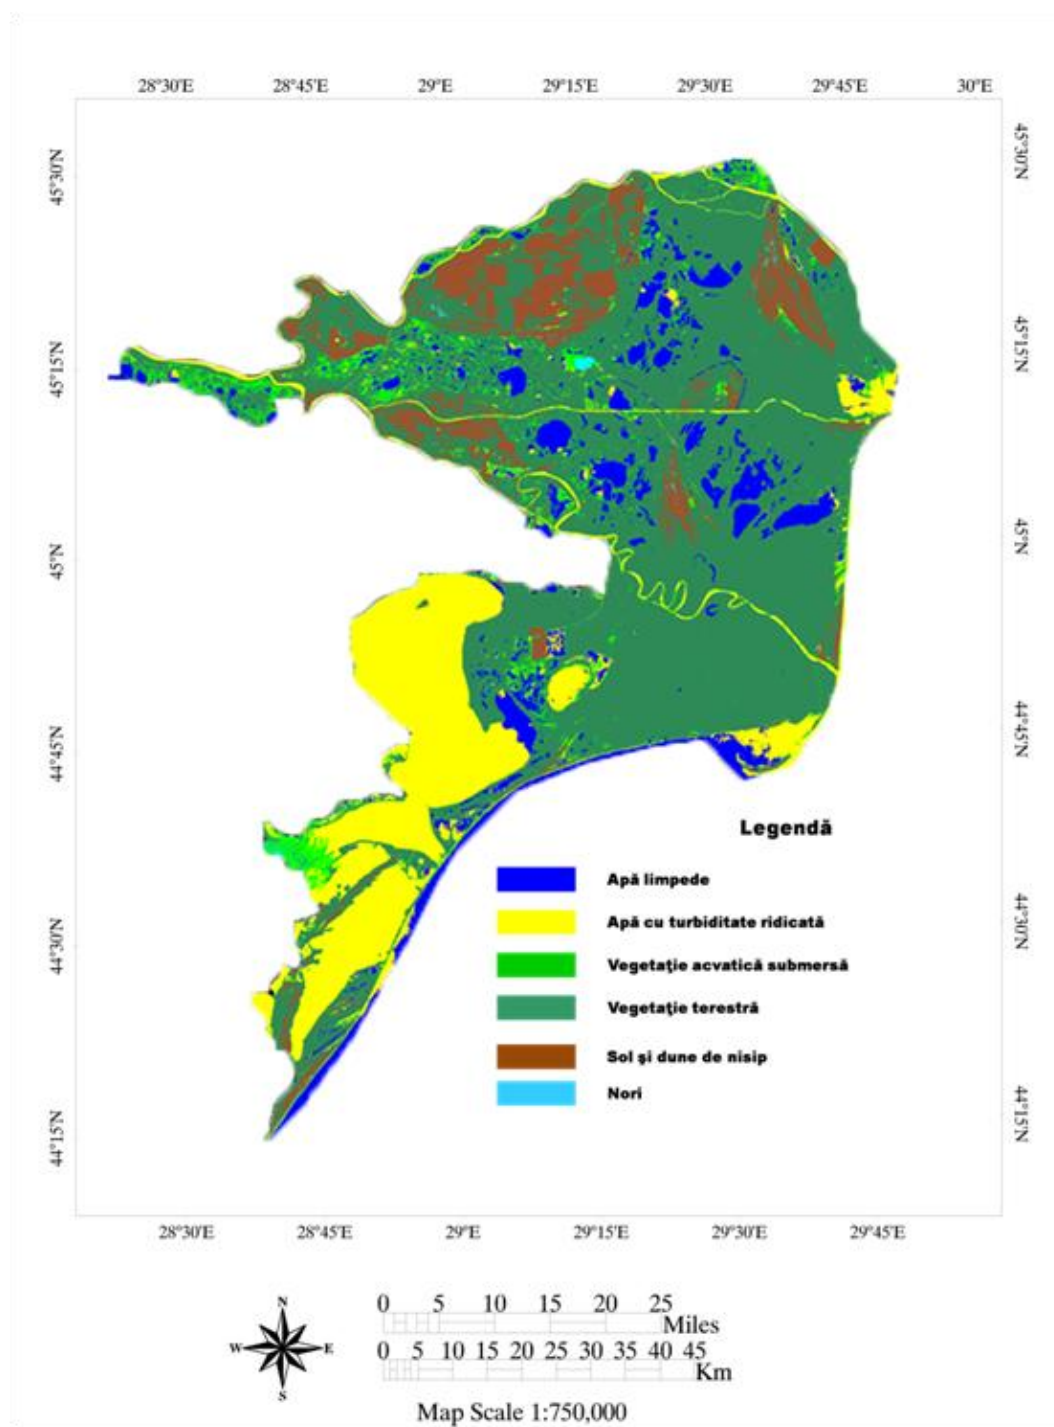 28°30'E 28°45'E 29°E 29°15'E 29°30'E 29°45'E 30°E
45°30'N 45°30'N
45°15'N 45°15'N
45°N 45°N
44°45'N 44°45'N
Legendă
Apă limpede
Apă cu turbiditate ridicată
Vegetaţie acvatică submersă
Vegetaţie terestră
Sol şi dune de nisip
Nori
44°30'N 44°30'N
44°15'N 44°15'N
28°30'E 28°45'E 29°E 29°15'E 29°30'E 29°45'E
N
W E
S
0 5 10 15 20 25
Miles
0 5 10 15 20 25 30 35 40 45
Km
Map Scale 1:750,000